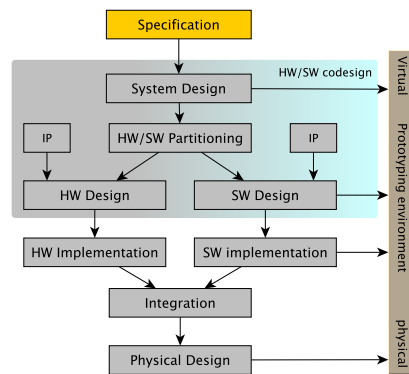 Specification
HW/SW codesign
System Design
HW/SW Partitioning
IP
IP
HW Design
SW Design
HW Implementation
SW implementation
Integration
Physical Design
Virtual
Prototyping environment
physical